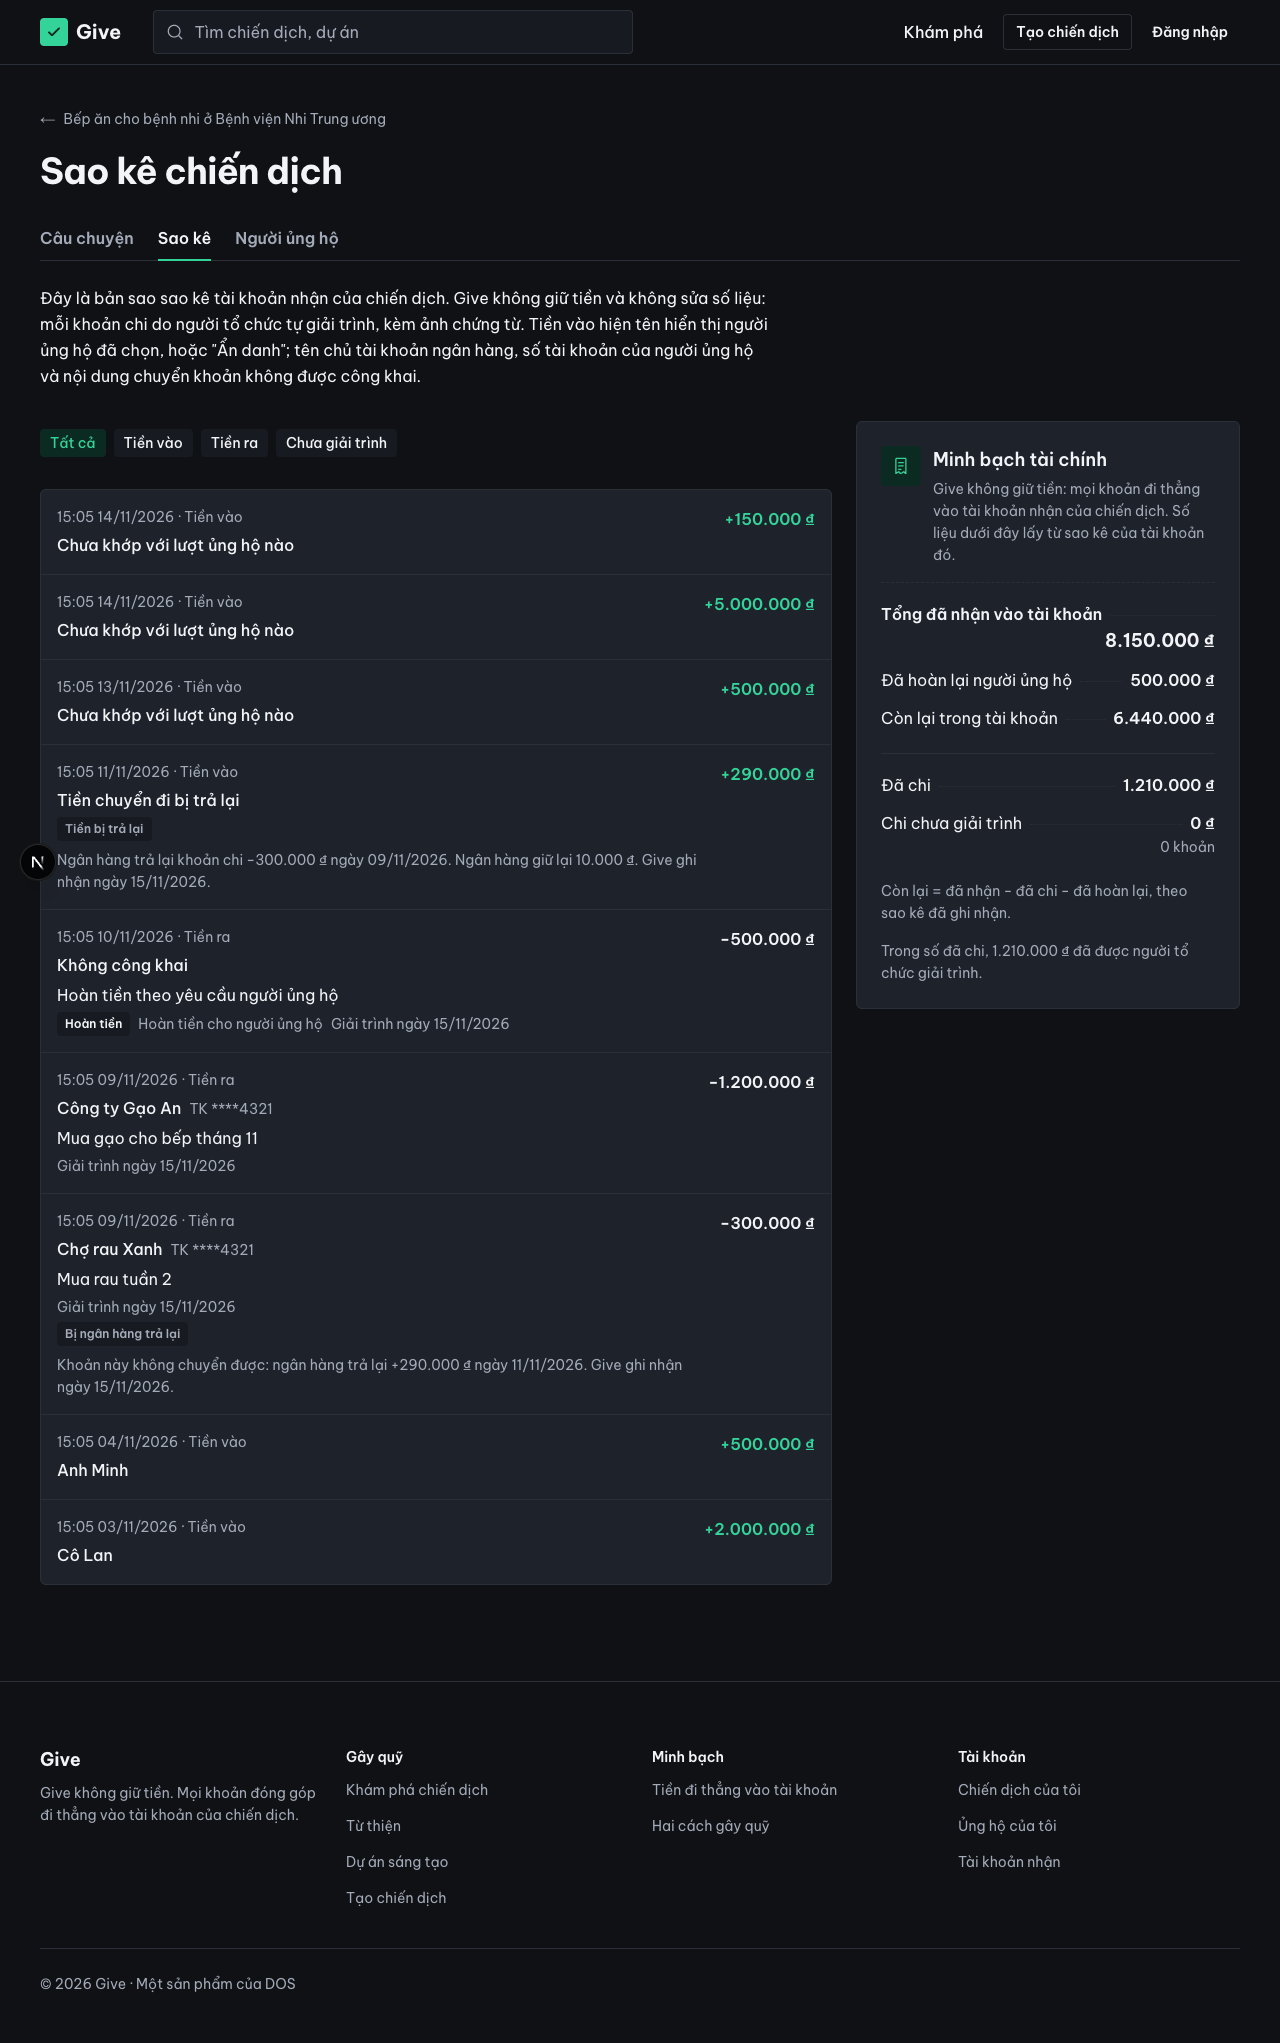 Give
Tìm chiến dịch, dự án
Khám phá
Tạo chiến dịch
Đăng nhập
← Bếp ăn cho bệnh nhi ở Bệnh viện Nhi Trung ương
Sao kê chiến dịch
Câu chuyện
Sao kê
Người ủng hộ
Đây là bản sao sao kê tài khoản nhận của chiến dịch. Give không giữ tiền và không sửa số liệu:
mỗi khoản chi do người tổ chức tự giải trình, kèm ảnh chứng từ. Tiền vào hiện tên hiển thị người
ủng hộ đã chọn, hoặc "Ẩn danh"; tên chủ tài khoản ngân hàng, số tài khoản của người ủng hộ
và nội dung chuyển khoản không được công khai.
Tất cả
Tiền vào
Tiền ra
Chưa giải trình
15:05 14/11/2026 · Tiền vào
+150.000 ₫
Chưa khớp với lượt ủng hộ nào
15:05 14/11/2026 · Tiền vào
+5.000.000 ₫
Chưa khớp với lượt ủng hộ nào
15:05 13/11/2026 · Tiền vào
+500.000 ₫
Chưa khớp với lượt ủng hộ nào
15:05 11/11/2026 · Tiền vào
+290.000 ₫
Tiền chuyển đi bị trả lại
Tiền bị trả lại
Ngân hàng trả lại khoản chi -300.000 ₫ ngày 09/11/2026. Ngân hàng giữ lại 10.000 ₫. Give ghi
nhận ngày 15/11/2026.
15:05 10/11/2026 · Tiền ra
-500.000 ₫
Không công khai
Hoàn tiền theo yêu cầu người ủng hộ
Hoàn tiền Hoàn tiền cho người ủng hộ Giải trình ngày 15/11/2026
15:05 09/11/2026 · Tiền ra
-1.200.000 ₫
Công ty Gạo An TK ****4321
Mua gạo cho bếp tháng 11
Giải trình ngày 15/11/2026
15:05 09/11/2026 · Tiền ra
-300.000 ₫
Chợ rau Xanh TK ****4321
Mua rau tuần 2
Giải trình ngày 15/11/2026
Bị ngân hàng trả lại
Khoản này không chuyển được: ngân hàng trả lại +290.000 ₫ ngày 11/11/2026. Give ghi nhận
ngày 15/11/2026.
15:05 04/11/2026 · Tiền vào
+500.000 ₫
Anh Minh
15:05 03/11/2026 · Tiền vào
+2.000.000 ₫
Cô Lan
Minh bạch tài chính
Give không giữ tiền: mọi khoản đi thẳng
vào tài khoản nhận của chiến dịch. Số
liệu dưới đây lấy từ sao kê của tài khoản
đó.
Tổng đã nhận vào tài khoản
8.150.000 ₫
Đã hoàn lại người ủng hộ 500.000 ₫
Còn lại trong tài khoản 6.440.000 ₫
Đã chi 1.210.000 ₫
Chi chưa giải trình 0 ₫
0 khoản
Còn lại = đã nhận - đã chi - đã hoàn lại, theo
sao kê đã ghi nhận.
Trong số đã chi, 1.210.000 ₫ đã được người tổ
chức giải trình.
N
Give
Give không giữ tiền. Mọi khoản đóng góp
đi thẳng vào tài khoản của chiến dịch.
Gây quỹ
Khám phá chiến dịch
Từ thiện
Dự án sáng tạo
Tạo chiến dịch
Minh bạch
Tiền đi thẳng vào tài khoản
Hai cách gây quỹ
Tài khoản
Chiến dịch của tôi
Ủng hộ của tôi
Tài khoản nhận
© 2026 Give · Một sản phẩm của DOS